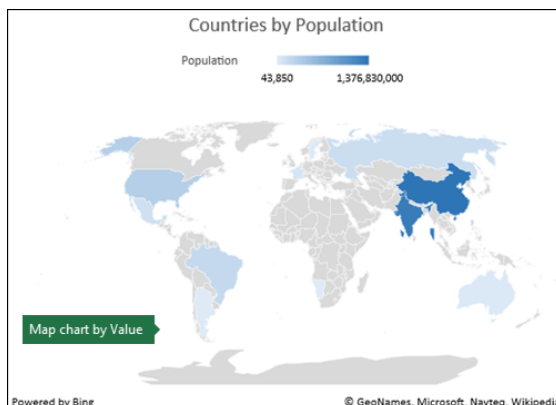 Countries by Population
Population
43,850 1,376,830,000
Map chart by Value
Powered by Bing © GeoNames, Microsoft, Navteq, Wikipedia